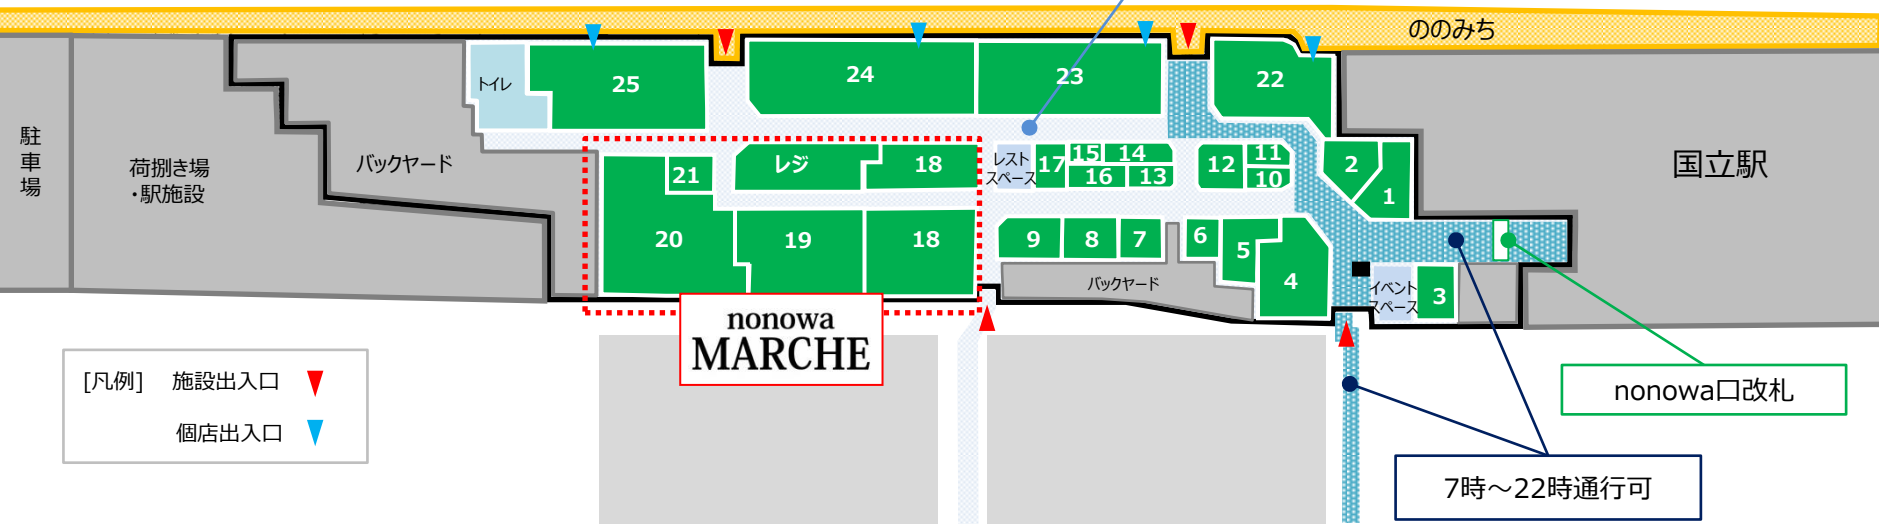 ののみち
トイレ
25
24
23
22
駐
車
場
荷捌き場
・駅施設
バックヤード
21
レジ
18
レスト
スペース
17
15
14
16
13
12
11
10
2
1
国立駅
20
19
18
9
8
7
6
5
4
バックヤード
イベント
スペース
3
nonowa
MARCHE
[凡例] 施設出入口
個店出入口
nonowa口改札
7時～22時通行可